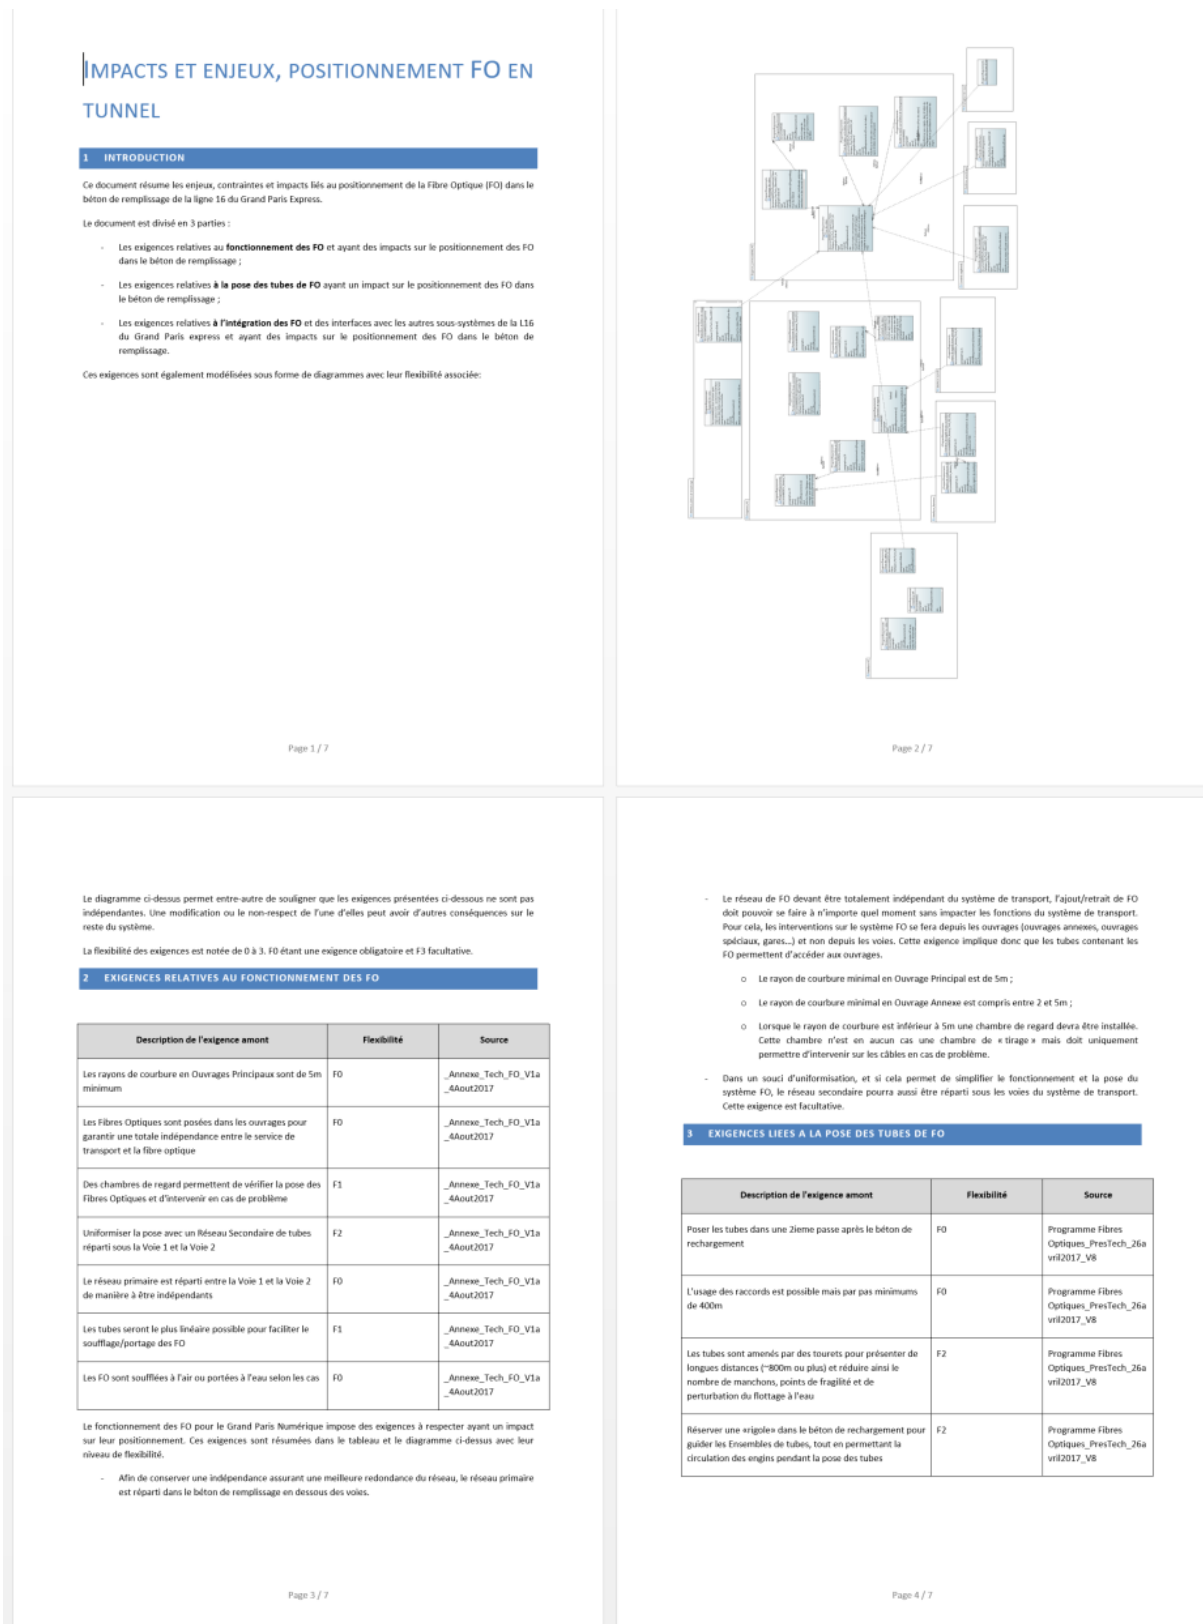 IMPACTS ET ENJEUX, POSITIONNEMENT FO EN
TUNNEL
1 INTRODUCTION
Ce document résume les enjeux, contraintes et impacts liés au positionnement de la Fibre Optique (FO) dans le
béton de remplissage de la ligne 16 du Grand Paris Express.
Le document est divisé en 3 parties :
- Les exigences relatives au fonctionnement des FO et ayant des impacts sur le positionnement des FO
dans le béton de remplissage ;
- Les exigences relatives à la pose des tubes de FO ayant un impact sur le positionnement des FO dans
le béton de remplissage ;
- Les exigences relatives à l'intégration des FO et des interfaces avec les autres sous-systèmes de la L16
du Grand Paris express et ayant des impacts sur le positionnement des FO dans le béton de
remplissage.
Ces exigences sont également modélisées sous forme de diagrammes avec leur flexibilité associée:
Page 1 / 7
Page 2 / 7
Le diagramme ci-dessus permet entre-autre de souligner que les exigences présentées ci-dessous ne sont pas
indépendantes. Une modification ou le non-respect de l'une d'elles peut avoir d'autres conséquences sur le
reste du système.
La flexibilité des exigences est notée de 0 à 3. F0 étant une exigence obligatoire et F3 facultative.
2 EXIGENCES RELATIVES AU FONCTIONNEMENT DES FO
Description de l'exigence amont Flexibilité Source
Les rayons de courbure en Ouvrages Principaux sont de 5m F0 _Annexe_Tech_FO_V1a
minimum _4Aout2017
Les Fibres Optiques sont posées dans les ouvrages pour F0 _Annexe_Tech_FO_V1a
garantir une totale indépendance entre le service de _4Aout2017
transport et la fibre optique
Des chambres de regard permettent de vérifier la pose des F1 _Annexe_Tech_FO_V1a
Fibres Optiques et d'intervenir en cas de problème _4Aout2017
Uniformiser la pose avec un Réseau Secondaire de tubes F2 _Annexe_Tech_FO_V1a
réparti sous la Voie 1 et la Voie 2 _4Aout2017
Le réseau primaire est réparti entre la Voie 1 et la Voie 2 F0 _Annexe_Tech_FO_V1a
de manière à être indépendants _4Aout2017
Les tubes seront le plus linéaire possible pour faciliter le F1 _Annexe_Tech_FO_V1a
soufflage/portage des FO _4Aout2017
Les FO sont soufflées à l'air ou portées à l'eau selon les cas F0 _Annexe_Tech_FO_V1a
_4Aout2017
Le fonctionnement des FO pour le Grand Paris Numérique impose des exigences à respecter ayant un impact
sur leur positionnement. Ces exigences sont résumées dans le tableau et le diagramme ci-dessus avec leur
niveau de flexibilité.
- Afin de conserver une indépendance assurant une meilleure redondance du réseau, le réseau primaire
est réparti dans le béton de remplissage en dessous des voies.
Page 3 / 7
- Le réseau de FO devant être totalement indépendant du système de transport, l'ajout/retrait de FO
doit pouvoir se faire à n'importe quel moment sans impacter les fonctions du système de transport.
Pour cela, les interventions sur le système FO se fera depuis les ouvrages (ouvrages annexes, ouvrages
spéciaux, gares...) et non depuis les voies. Cette exigence implique donc que les tubes contenant les
FO permettent d'accéder aux ouvrages.
o Le rayon de courbure minimal en Ouvrage Principal est de 5m ;
o Le rayon de courbure minimal en Ouvrage Annexe est compris entre 2 et 5m ;
o Lorsque le rayon de courbure est inférieur à 5m une chambre de regard devra être installée.
Cette chambre n'est en aucun cas une chambre de « tirage » mais doit uniquement
permettre d'intervenir sur les câbles en cas de problème.
- Dans un souci d'uniformisation, et si cela permet de simplifier le fonctionnement et la pose du
système FO, le réseau secondaire pourra aussi être réparti sous les voies du système de transport.
Cette exigence est facultative.
3 EXIGENCES LIEES A LA POSE DES TUBES DE FO
Description de l'exigence amont Flexibilité Source
Poser les tubes dans une 2ieme passe après le béton de F0 Programme Fibres
rechargement Optiques_PresTech_26a
vril2017_V8
L'usage des raccords est possible mais par pas minimums F0 Programme Fibres
de 400m Optiques_PresTech_26a
vril2017_V8
Les tubes sont amenés par des tourets pour présenter de F2 Programme Fibres
longues distances (~800m ou plus) et réduire ainsi le Optiques_PresTech_26a
nombre de manchons, points de fragilité et de vril2017_V8
perturbation du flottage à l'eau
Réserver une «rigole» dans le béton de rechargement pour F2 Programme Fibres
guider les Ensembles de tubes, tout en permettant la Optiques_PresTech_26a
circulation des engins pendant la pose des tubes vril2017_V8
Page 4 / 7